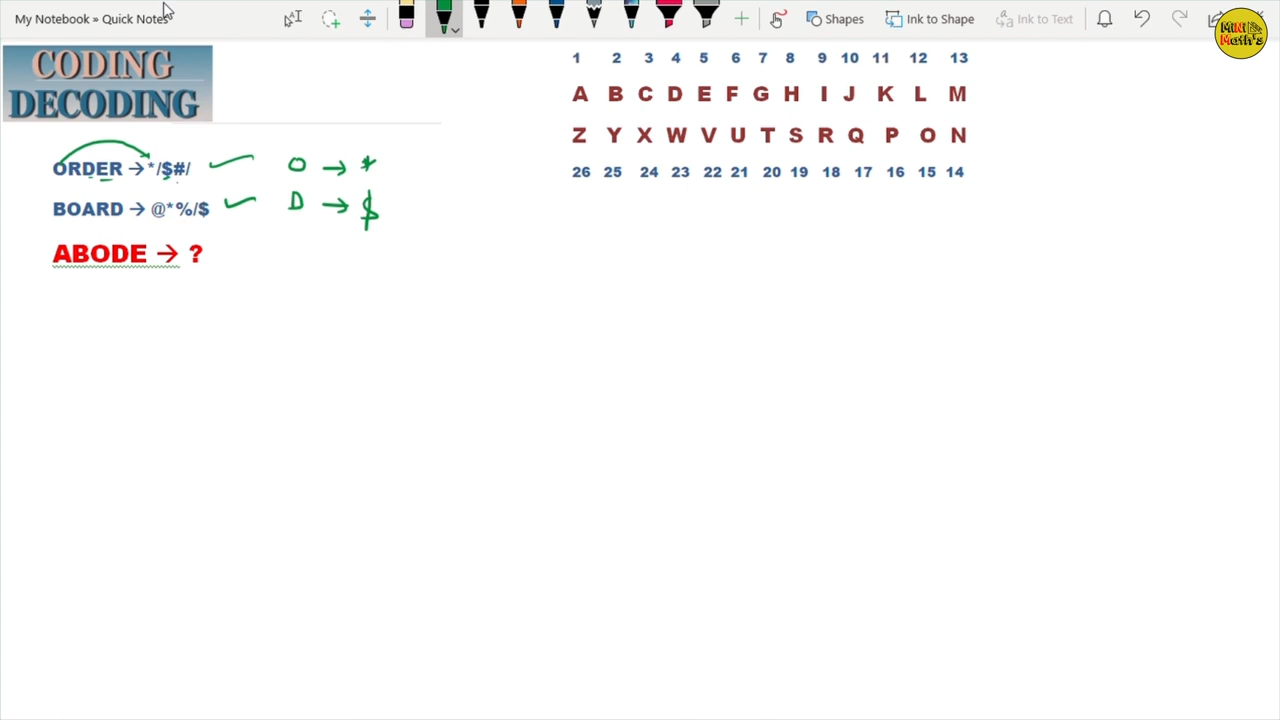 My Notebook » Quick Notes
Shapes
Ink to Shape
Ink to Text
MiNi
Math's
CODING
DECODING
1 2 3 4 5 6 7 8 9 10 11 12 13
A B C D E F G H I J K L M
Z Y X W V U T S R Q P O N
26 25 24 23 22 21 20 19 18 17 16 15 14
ORDER → */$#/
O → *
BOARD → @*%/$
D → $
ABODE → ?